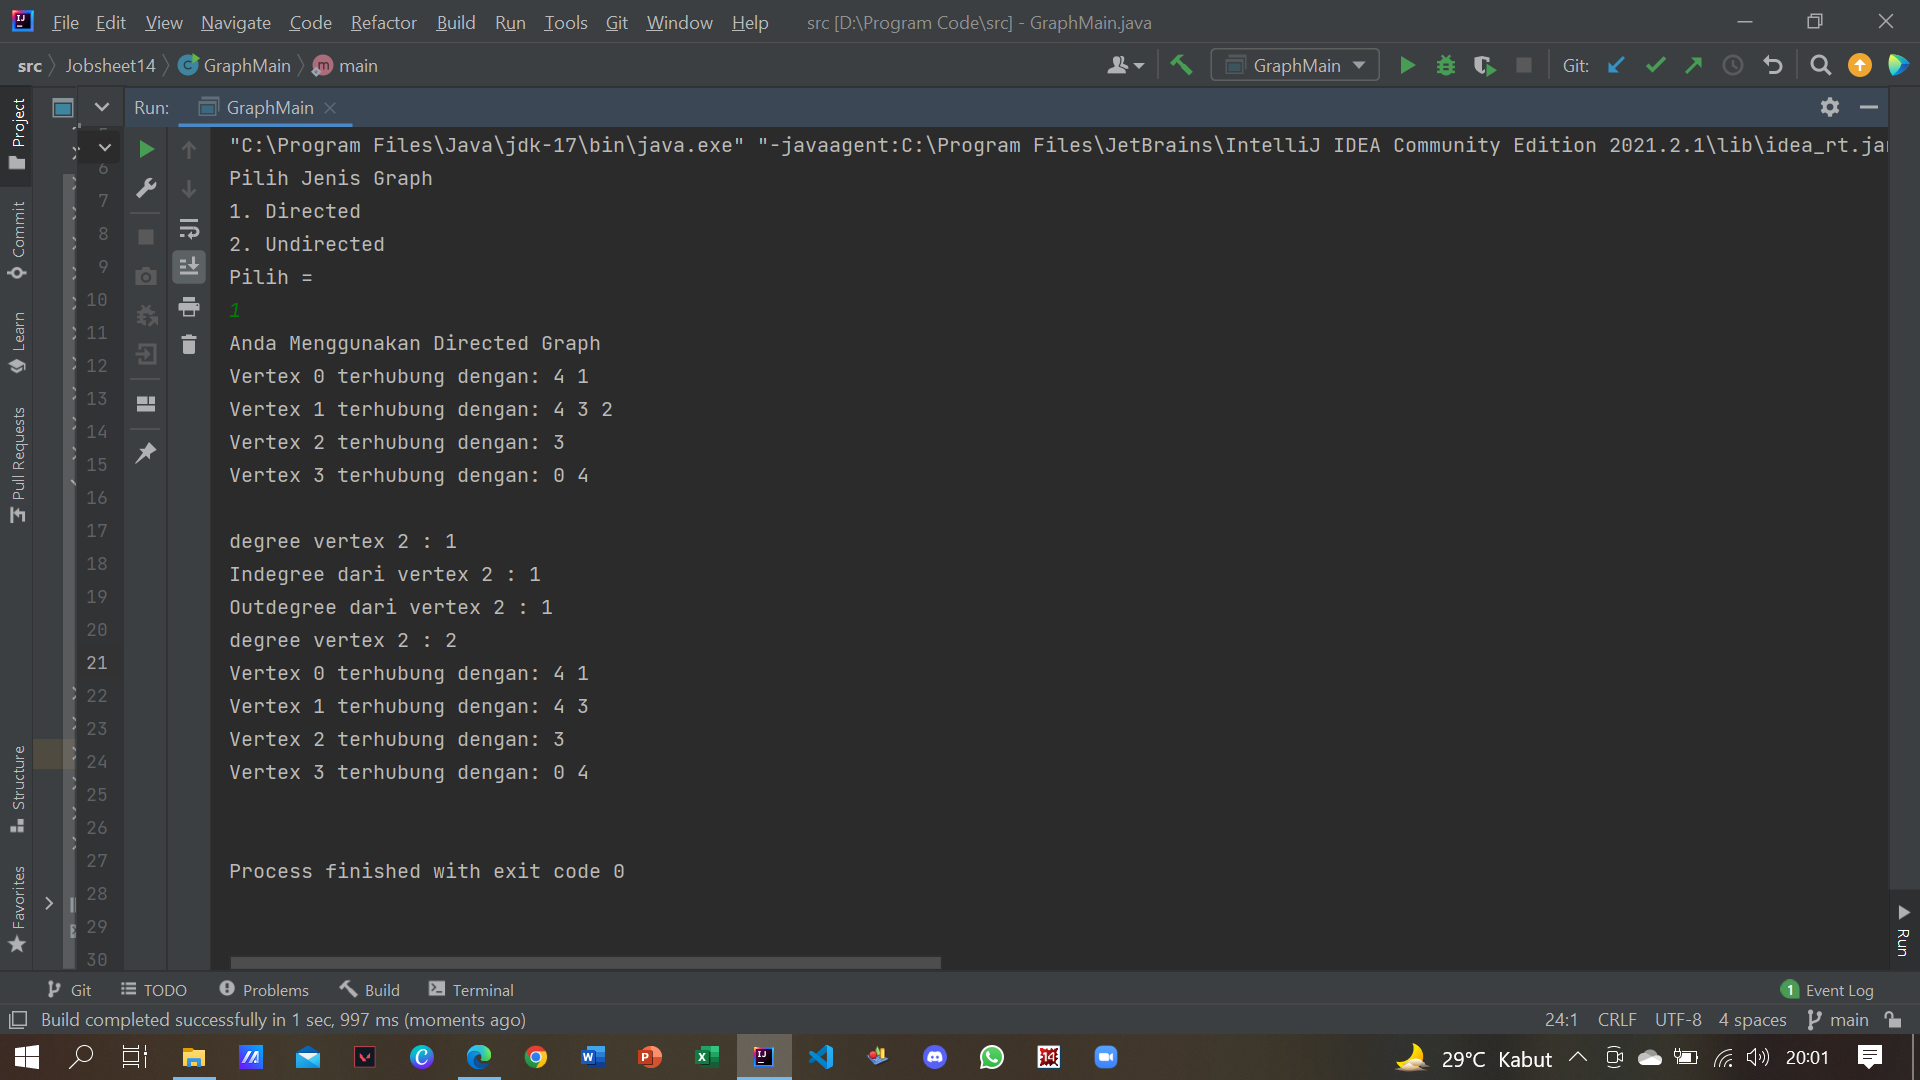 File Edit View Navigate Code Refactor Build Run Tools Git Window Help src [D:\Program Code\src] - GraphMain.java
src Jobsheet14 GraphMain main GraphMain Git:
Project
Commit
Learn
Pull Requests
Structure
Favorites
Run: GraphMain
6
7
8
9
10
11
12
13
14
15
16
17
18
19
20
21
22
23
24
25
26
27
28
29
30
"C:\Program Files\Java\jdk-17\bin\java.exe" "-javaagent:C:\Program Files\JetBrains\IntelliJ IDEA Community Edition 2021.2.1\lib\idea_rt.jar
Pilih Jenis Graph
1. Directed
2. Undirected
Pilih =
1
Anda Menggunakan Directed Graph
Vertex 0 terhubung dengan: 4 1
Vertex 1 terhubung dengan: 4 3 2
Vertex 2 terhubung dengan: 3
Vertex 3 terhubung dengan: 0 4
degree vertex 2 : 1
Indegree dari vertex 2 : 1
Outdegree dari vertex 2 : 1
degree vertex 2 : 2
Vertex 0 terhubung dengan: 4 1
Vertex 1 terhubung dengan: 4 3
Vertex 2 terhubung dengan: 3
Vertex 3 terhubung dengan: 0 4
Process finished with exit code 0
Run
Git TODO Problems Build Terminal 1 Event Log
Build completed successfully in 1 sec, 997 ms (moments ago) 24:1 CRLF UTF-8 4 spaces main
29°C Kabut 20:01